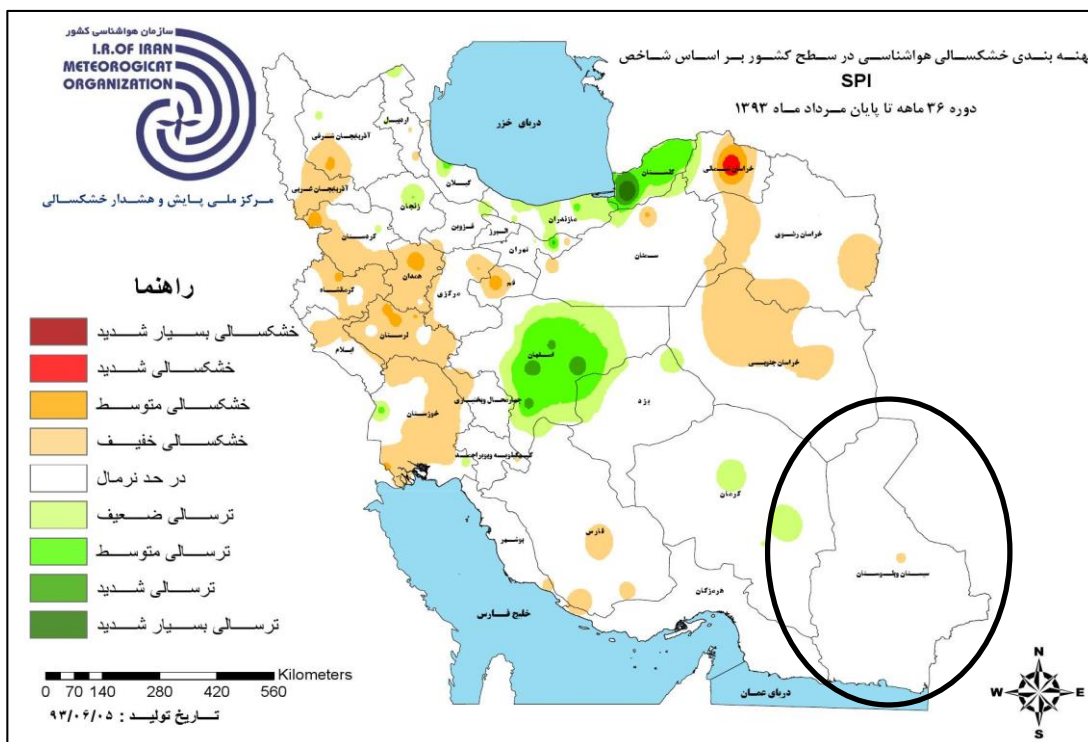 سازمان هواشناسی کشور
I.R.OF IRAN
METEOROGICAT
ORGANIZATION
مرکز ملی پایش و هشدار خشکسالی
هنه بندی خشکسالی هواشناسی در سطح کشور بر اساس شاخص
SPI
دوره ۳۶ ماهه تا پایان مرداد ماه ۱۳۹۳
دریای خزر
اردبیل
آذربایجان شرقی
آذربایجان غربی
گیلان
زنجان
کردستان
قزوین
البرز
تهران
مازندران
گلستان
خراسان شمالی
خراسان رضوی
سمنان
همدان
کرمانشاه
مرکزی
قم
لرستان
ایلام
اصفهان
خراسان جنوبی
یزد
چهارمحال وبختیاری
خوزستان
کهگیلویه وبویراحمد
کرمان
فارس
بوشهر
سیستان وبلوچستان
هرمزگان
خلیج فارس
دریای عمان
راهنما
خشکسالی بسیار شدید
خشکسالی شدید
خشکسالی متوسط
خشکسالی خفیف
در حد نرمال
ترسالی ضعیف
ترسالی متوسط
ترسالی شدید
ترسالی بسیار شدید
Kilometers
0 70 140 280 420 560
تاریخ تولید : ۹۳/۰۶/۰۵
N
W E
S